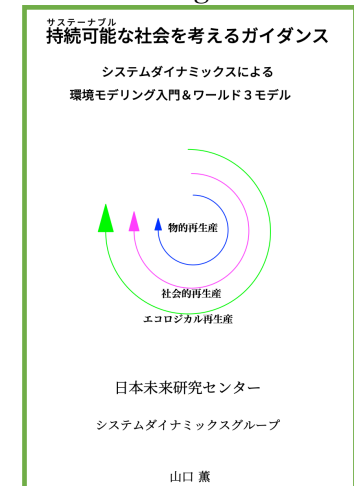 サステーナブル
持続可能な社会を考えるガイダンス
システムダイナミックスによる
環境モデリング入門＆ワールド３モデル
物的再生産
社会的再生産
エコロジカル再生産
日本未来研究センター
システムダイナミックスグループ
山口 薫